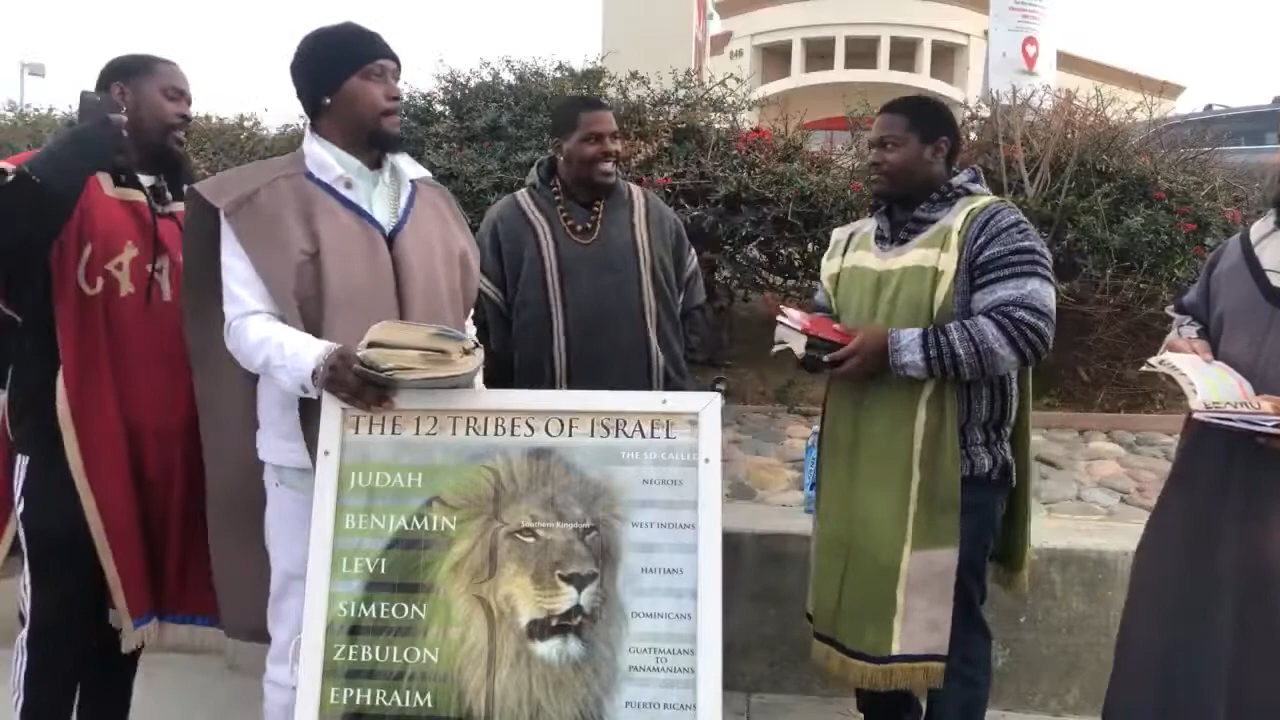 846
THE 12 TRIBES OF ISRAEL
THE SO-CALLED
JUDAH
NEGROES
BENJAMIN
Southern Kingdom
WEST INDIANS
LEVI
HAITIANS
SIMEON
DOMINICANS
ZEBULON
GUATEMALANS
TO
PANAMANIANS
EPHRAIM
PUERTO RICANS